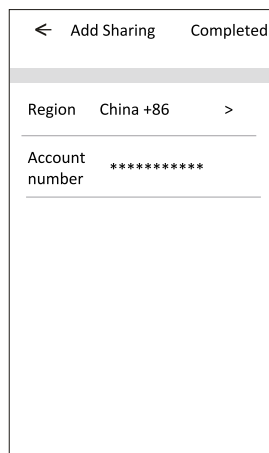 ← Add Sharing Completed
Region China +86 >
Account
number ***********